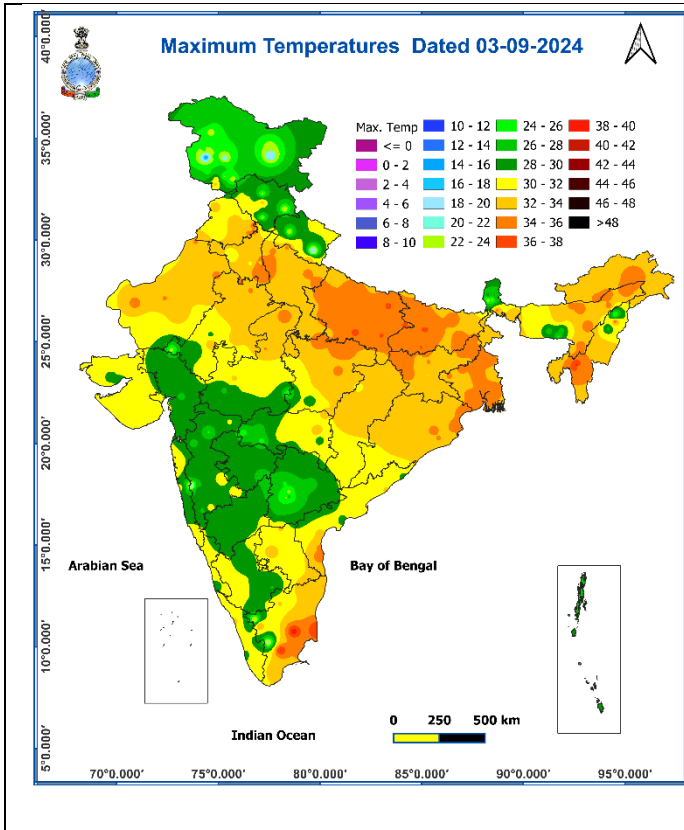 Maximum Temperatures Dated 03-09-2024
Max. Temp
<= 0
0 - 2
2 - 4
4 - 6
6 - 8
8 - 10
10 - 12
12 - 14
14 - 16
16 - 18
18 - 20
20 - 22
22 - 24
24 - 26
26 - 28
28 - 30
30 - 32
32 - 34
34 - 36
36 - 38
38 - 40
40 - 42
42 - 44
44 - 46
46 - 48
>48
40°0.000'
35°0.000'
30°0.000'
25°0.000'
20°0.000'
15°0.000'
10°0.000'
5°0.000'
Arabian Sea
Bay of Bengal
Indian Ocean
0 250 500 km
70°0.000' 75°0.000' 80°0.000' 85°0.000' 90°0.000' 95°0.000'